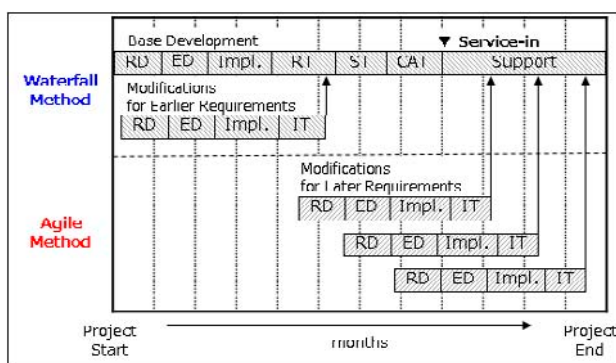 Base Development
▼ Service-in
RD ED Impl. RT ST CAT Support
Waterfall
Method
Modifications
for Earlier Requirements
RD ED Impl. IT
Modifications
for Later Requirements
RD ED Impl. IT
Agile
Method
RD ED Impl. IT
RD ED Impl. IT
Project
Start
months
Project
End